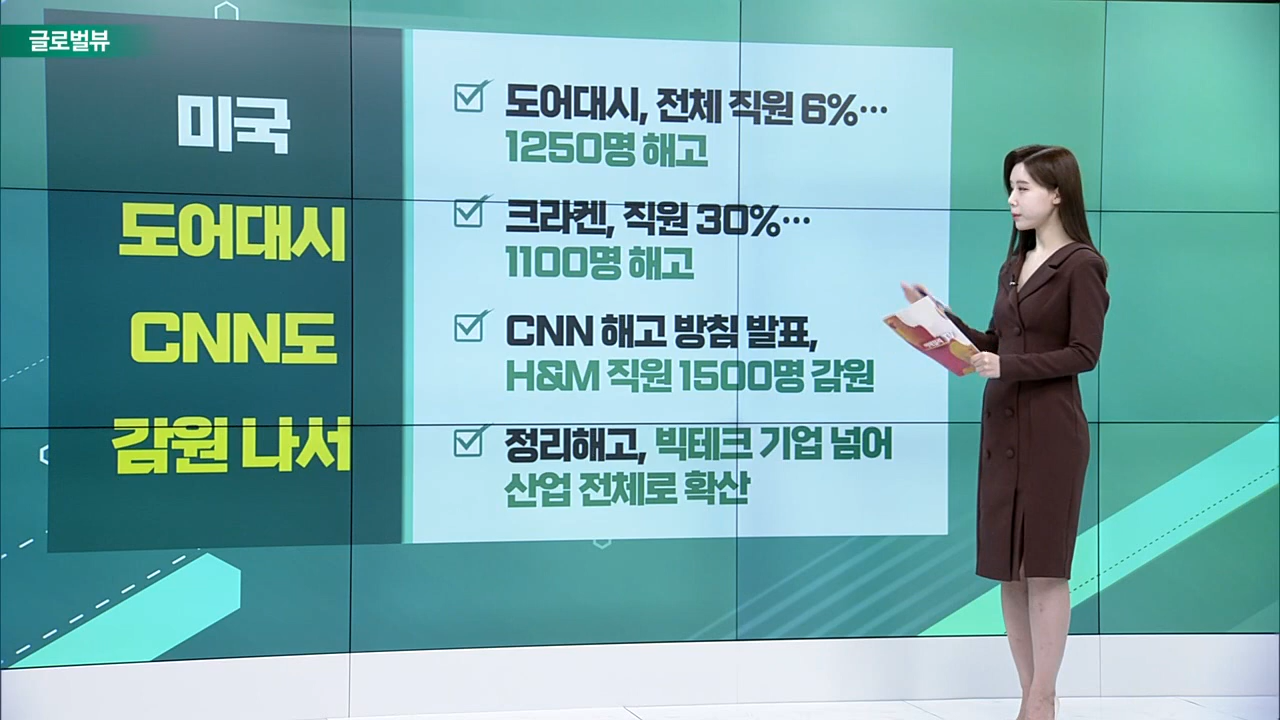 글로벌뷰
미국
도어대시
CNN도
감원 나서
도어대시, 전체 직원 6%…
1250명 해고
크라켄, 직원 30%…
1100명 해고
CNN 해고 방침 발표,
H&M 직원 1500명 감원
정리해고, 빅테크 기업 넘어
산업 전체로 확산